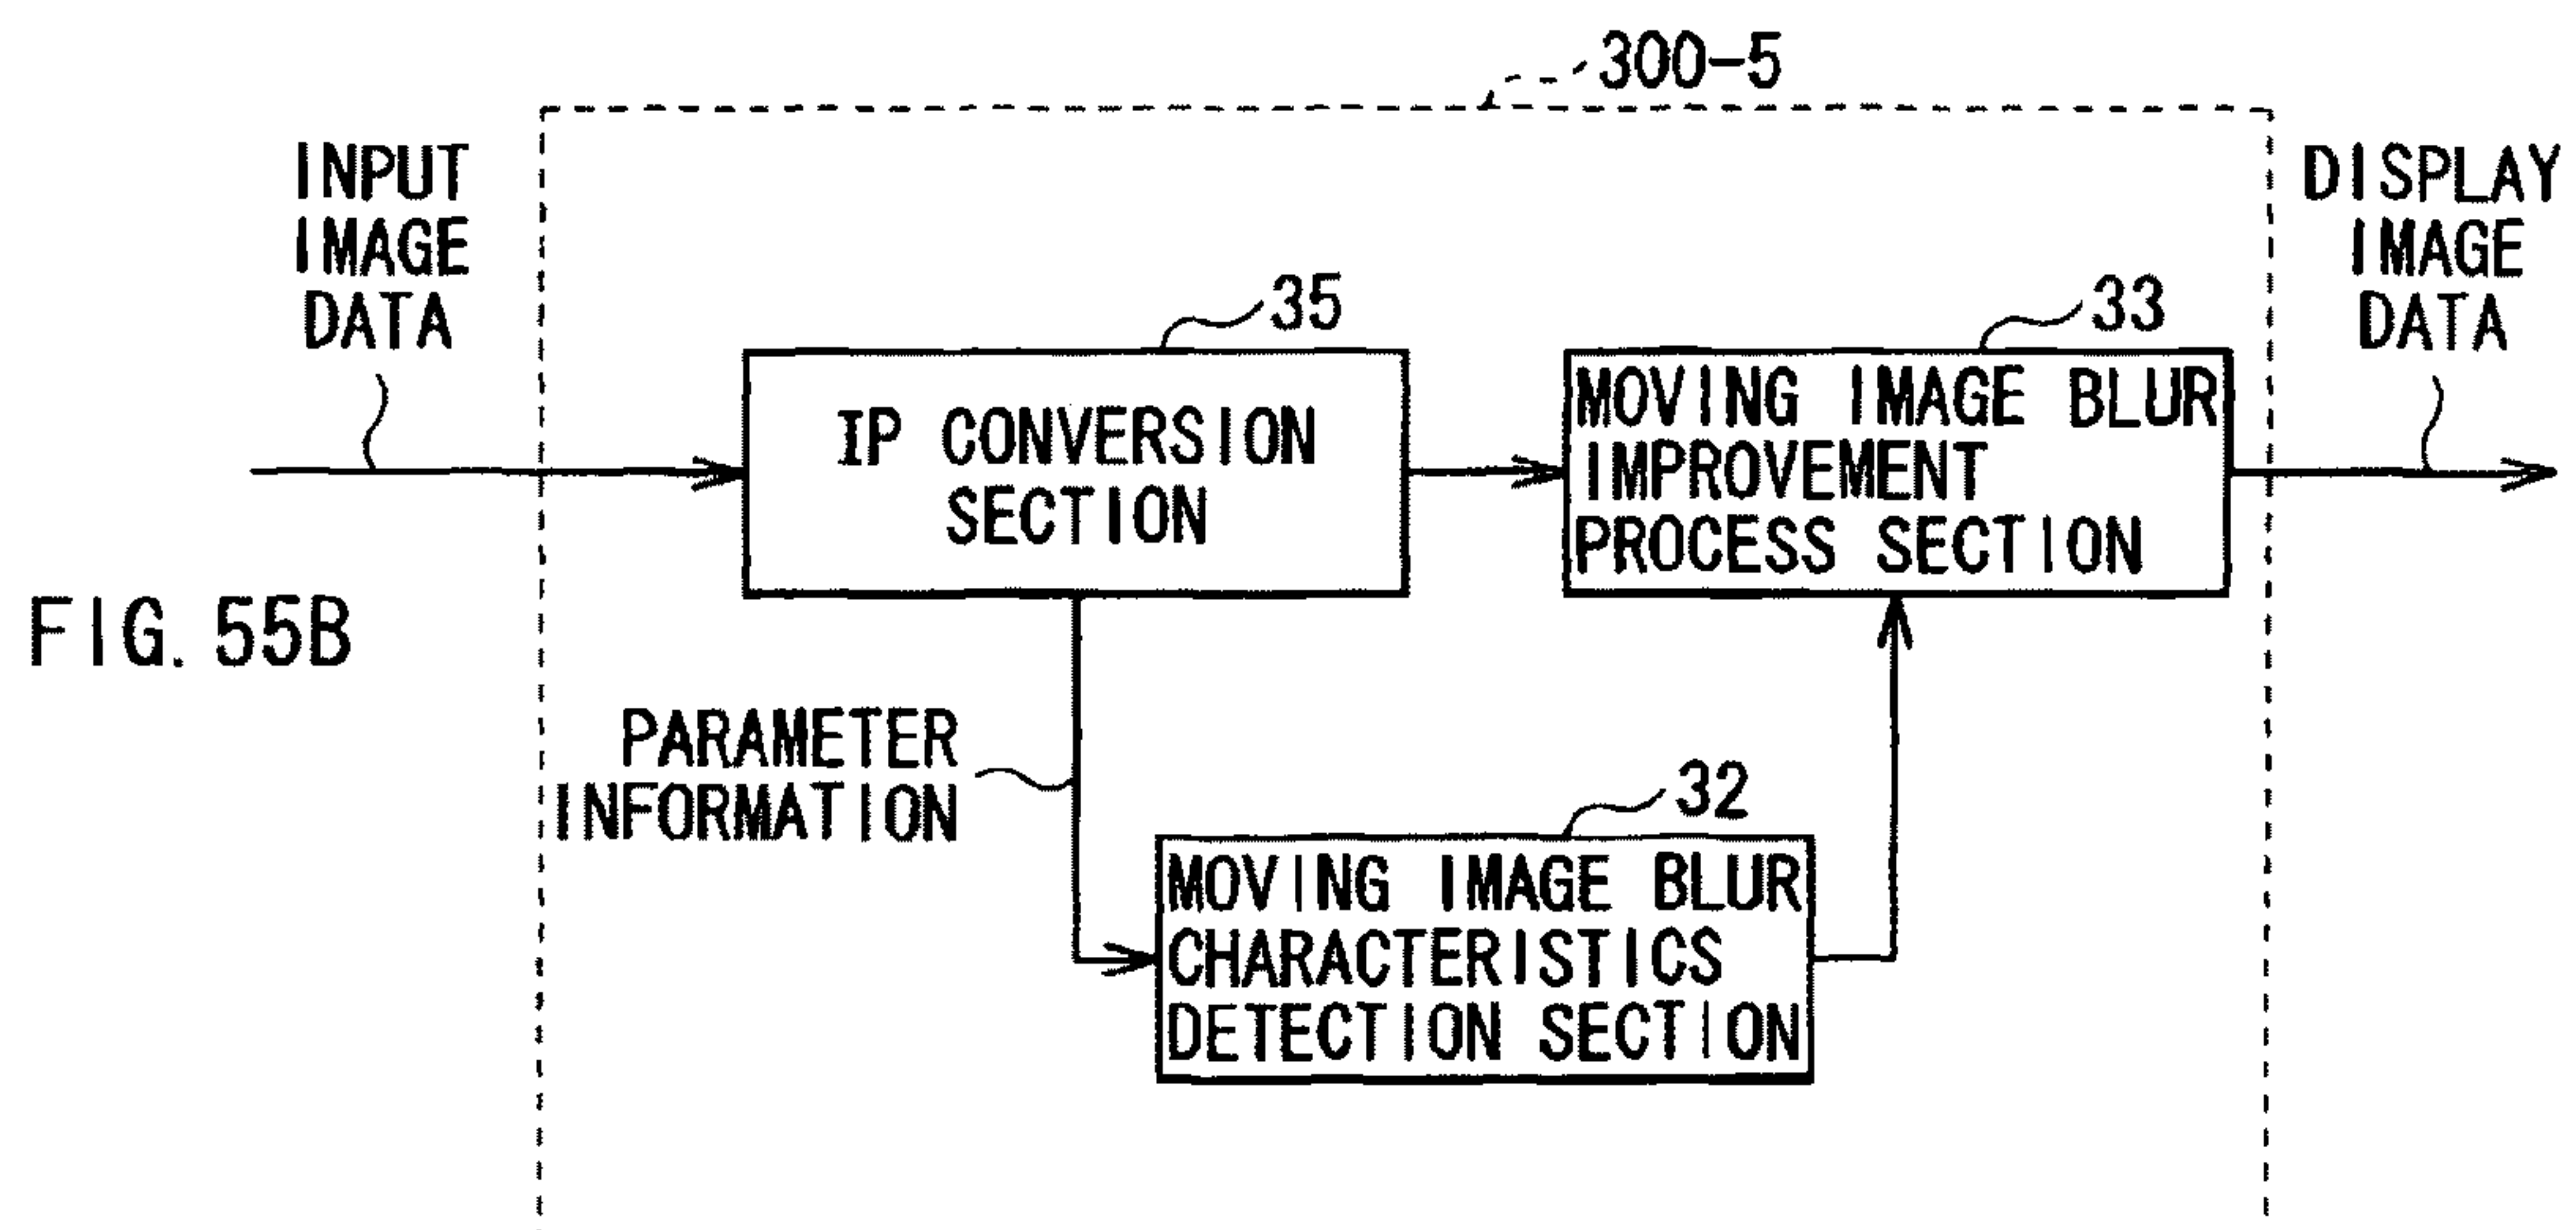 300-5
INPUT
IMAGE
DATA
DISPLAY
IMAGE
DATA
35
33
IP CONVERSION
SECTION
MOVING IMAGE BLUR
IMPROVEMENT
PROCESS SECTION
FIG. 55B
PARAMETER
INFORMATION
32
MOVING IMAGE BLUR
CHARACTERISTICS
DETECTION SECTION